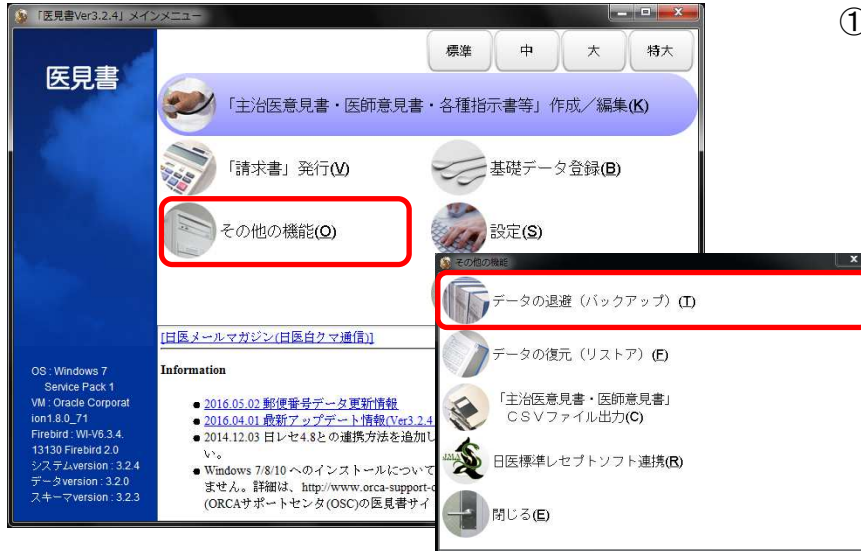 「医見書Ver3.2.4」メインメニュー
①
標準 中 大 特大
医見書
「主治医意見書・医師意見書・各種指示書等」作成／編集(K)
「請求書」発行(V)
基礎データ登録(B)
その他の機能(O)
設定(S)
その他の機能
データの退避（バックアップ）(T)
データの復元（リストア）(F)
「主治医意見書・医師意見書」
ＣＳＶファイル出力(C)
日医標準レセプトソフト連携(R)
閉じる(E)
[日医メールマガジン(日医白クマ通信)]
Information
2016.05.02 郵便番号データ更新情報
2016.04.01 最新アップデート情報(Ver3.2.4
2014.12.03 日レセ4.8との連携方法を追加し
い。
Windows 7/8/10 へのインストールについて
ません。詳細は、http://www.orca-support-c
(ORCAサポートセンタ(OSC)の医見書サイ
OS : Windows 7
Service Pack 1
VM : Oracle Corporat
ion1.8.0_71
Firebird : WI-V6.3.4.
13130 Firebird 2.0
システムversion : 3.2.4
データversion : 3.2.0
スキーマversion : 3.2.3